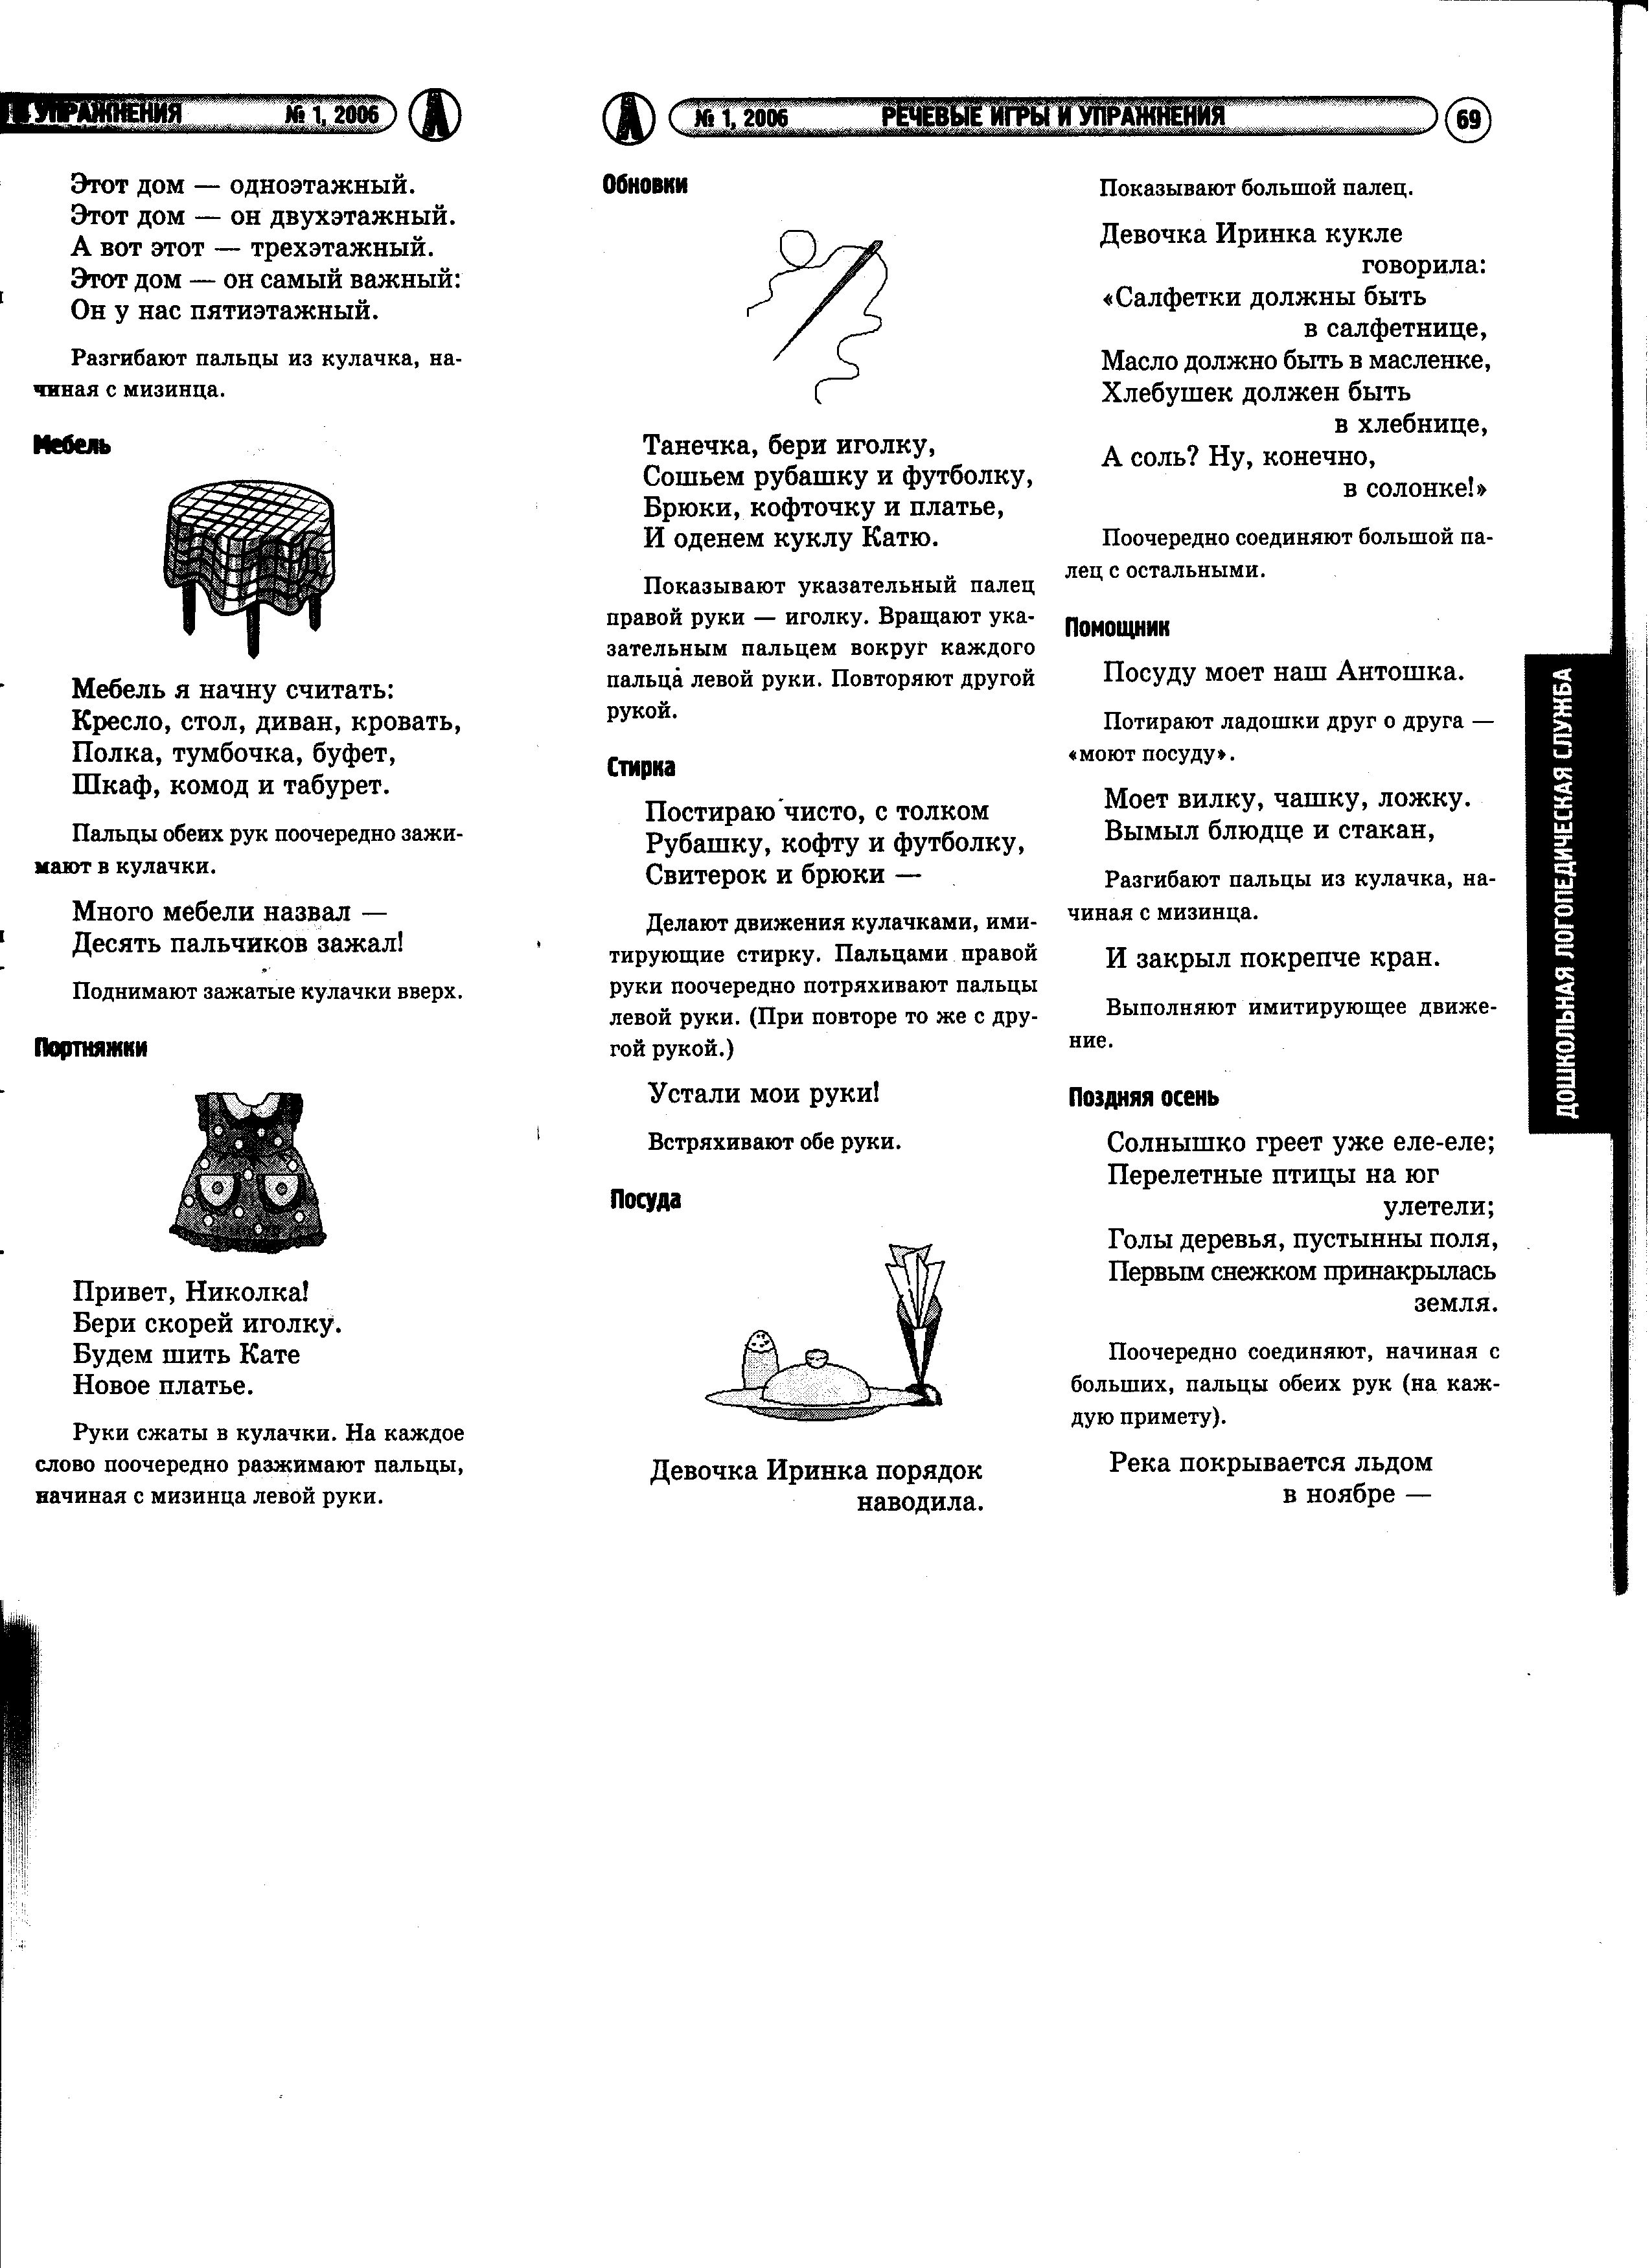 УПРАЖНЕНИЯ № 1, 2006
Этот дом — одноэтажный.
Этот дом — он двухэтажный.
А вот этот — трехэтажный.
Этот дом — он самый важный:
Он у нас пятиэтажный.
Разгибают пальцы из кулачка, на-
чиная с мизинца.
Мебель
Мебель я начну считать:
Кресло, стол, диван, кровать,
Полка, тумбочка, буфет,
Шкаф, комод и табурет.
Пальцы обеих рук поочередно зажи-
мают в кулачки.
Много мебели назвал —
Десять пальчиков зажал!
Поднимают зажатые кулачки вверх.
Портняжки
Привет, Николка!
Бери скорей иголку.
Будем шить Кате
Новое платье.
Руки сжаты в кулачки. На каждое
слово поочередно разжимают пальцы,
начиная с мизинца левой руки.
№ 1, 2006 РЕЧЕВЫЕ ИГРЫ И УПРАЖНЕНИЯ 69
Обновки
Танечка, бери иголку,
Сошьем рубашку и футболку,
Брюки, кофточку и платье,
И оденем куклу Катю.
Показывают указательный палец
правой руки — иголку. Вращают ука-
зательным пальцем вокруг каждого
пальца левой руки. Повторяют другой
рукой.
Стирка
Постираю чисто, с толком
Рубашку, кофту и футболку,
Свитерок и брюки —
Делают движения кулачками, ими-
тирующие стирку. Пальцами правой
руки поочередно потряхивают пальцы
левой руки. (При повторе то же с дру-
гой рукой.)
Устали мои руки!
Встряхивают обе руки.
Посуда
Девочка Иринка порядок
наводила.
Показывают большой палец.
Девочка Иринка кукле
говорила:
«Салфетки должны быть
в салфетнице,
Масло должно быть в масленке,
Хлебушек должен быть
в хлебнице,
А соль? Ну, конечно,
в солонке!»
Поочередно соединяют большой па-
лец с остальными.
Помощник
Посуду моет наш Антошка.
Потирают ладошки друг о друга —
«моют посуду».
Моет вилку, чашку, ложку.
Вымыл блюдце и стакан,
Разгибают пальцы из кулачка, на-
чиная с мизинца.
И закрыл покрепче кран.
Выполняют имитирующее движе-
ние.
Поздняя осень
Солнышко греет уже еле-еле;
Перелетные птицы на юг
улетели;
Голы деревья, пустынны поля,
Первым снежком принакрылась
земля.
Поочередно соединяют, начиная с
больших, пальцы обеих рук (на каж-
дую примету).
Река покрывается льдом
в ноябре —
ДОШКОЛЬНАЯ ЛОГОПЕДИЧЕСКАЯ СЛУЖБА